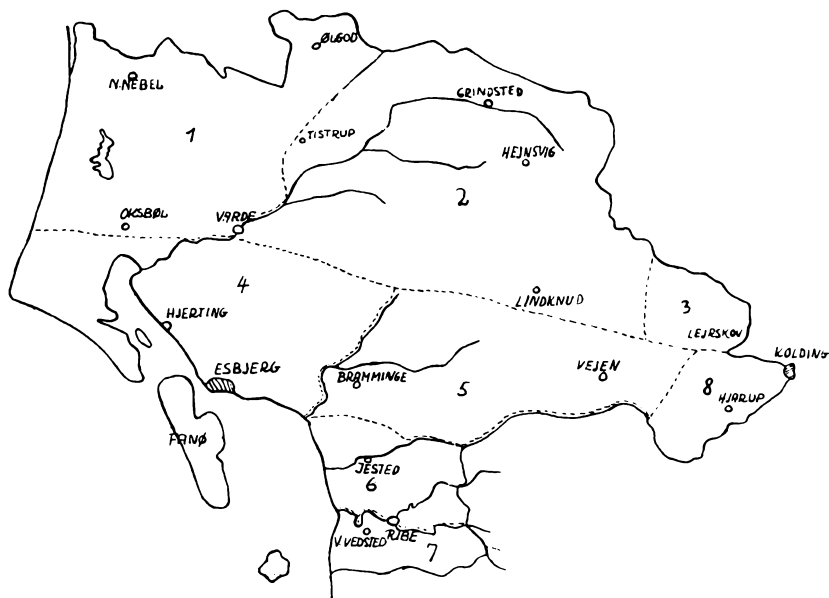 ØLGOD
N.NEBEL
GRINDSTED
1
TISTRUP
HEJNSVIG
2
OKSBØL
VARDE
4
LINDKNUD
3
HJERTING
LEJRSKOV
KOLDING
ESBJERG
BRAMMINGE
VEJEN
5
8
HJARUP
FANØ
JESTED
6
RIBE
V.VEDSTED
7